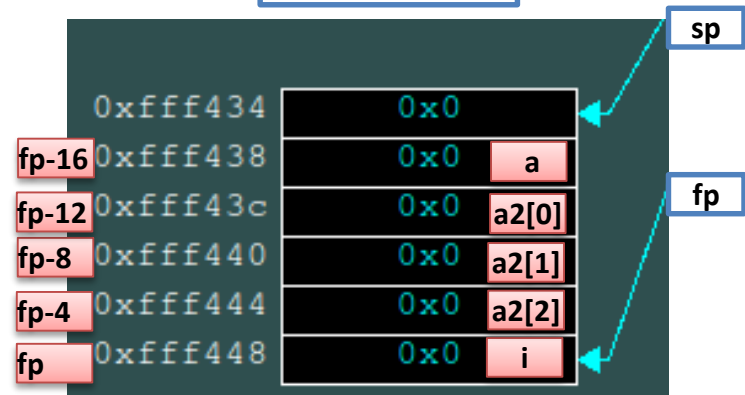 sp
0xfff434 0x0
fp-16 0xfff438 0x0 a
fp
fp-12 0xfff43c 0x0 a2[0]
fp-8 0xfff440 0x0 a2[1]
fp-4 0xfff444 0x0 a2[2]
fp 0xfff448 0x0 i